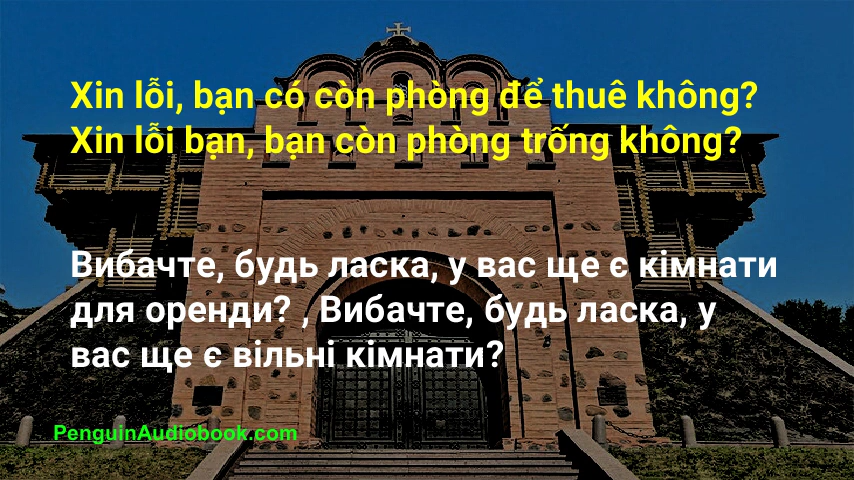 Xin lỗi, bạn có còn phòng để thuê không?
Xin lỗi bạn, bạn còn phòng trống không?
Вибачте, будь ласка, у вас ще є кімнати
для оренди? , Вибачте, будь ласка, у
вас ще є вільні кімнати?
PenguinAudiobook.com